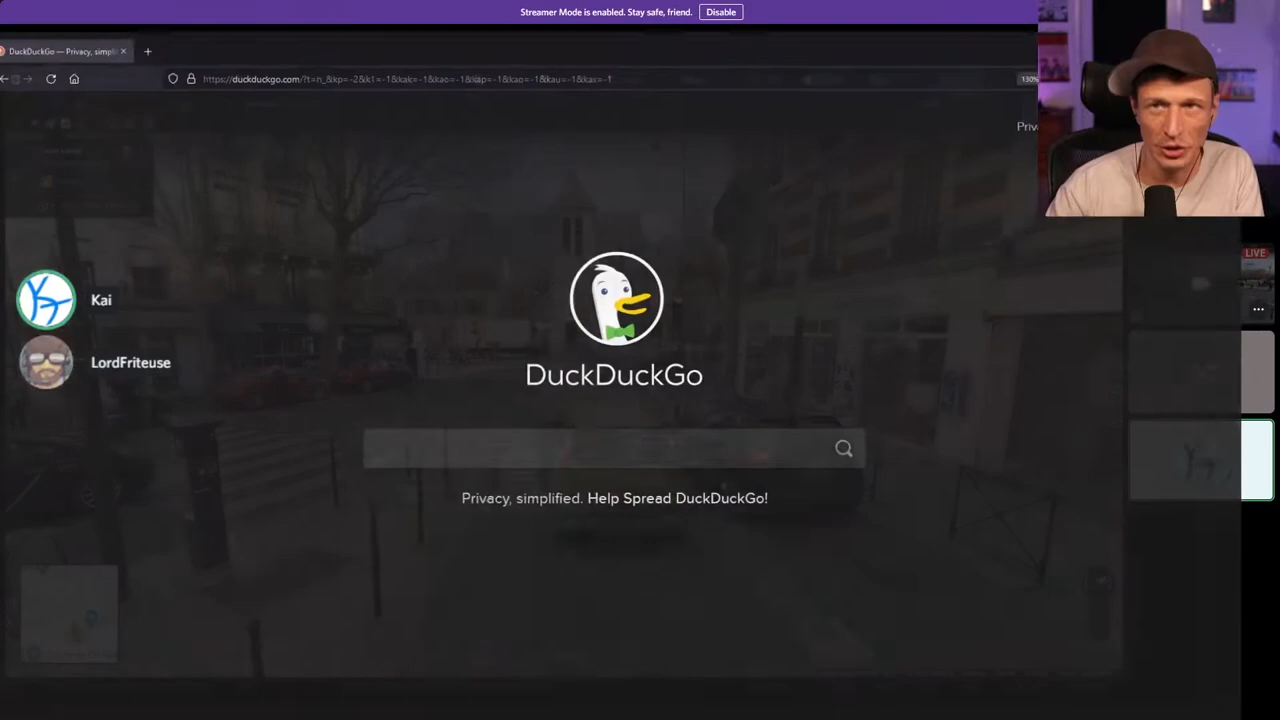 Streamer Mode is enabled. Stay safe, friend. Disable
DuckDuckGo — Privacy, simpli
https://duckduckgo.com/?t=h_&kp=-2&k1=-1&kak=-1&kao=-1&kap=-1&kao=-1&kau=-1&kax=-1
130%
Priv
LIVE
Kai
LordFriteuse
DuckDuckGo
Privacy, simplified. Help Spread DuckDuckGo!